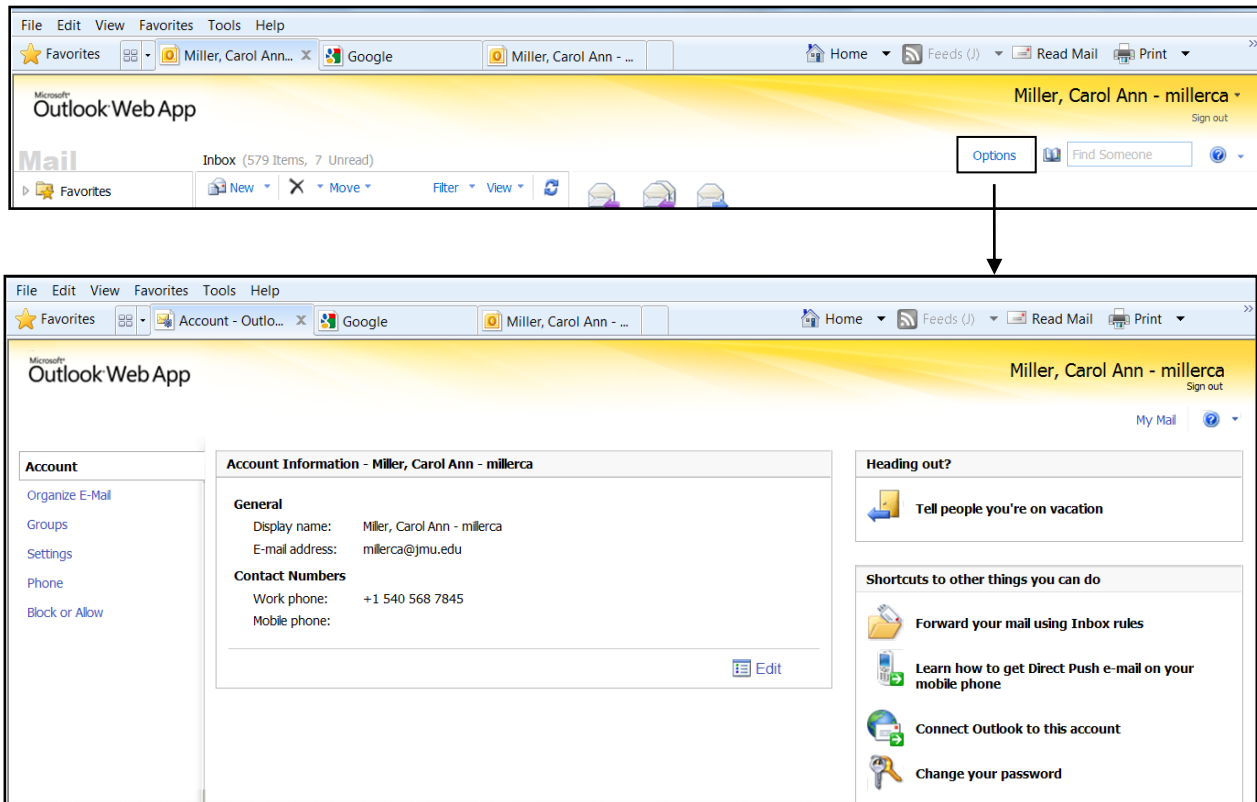 File Edit View Favorites Tools Help
Favorites Miller, Carol Ann... X Google Miller, Carol Ann - ... Home Feeds (J) Read Mail Print »
Microsoft
Outlook Web App
Miller, Carol Ann - millerca
Sign out
Mail Inbox (579 Items, 7 Unread) Options Find Someone
Favorites New Move Filter View
File Edit View Favorites Tools Help
Favorites Account - Outlo... X Google Miller, Carol Ann - ... Home Feeds (J) Read Mail Print »
Microsoft
Outlook Web App
Miller, Carol Ann - millerca
Sign out
My Mail
Account
Organize E-Mail
Groups
Settings
Phone
Block or Allow
Account Information - Miller, Carol Ann - millerca
General
Display name: Miller, Carol Ann - millerca
E-mail address: millerca@jmu.edu
Contact Numbers
Work phone: +1 540 568 7845
Mobile phone:
Edit
Heading out?
Tell people you're on vacation
Shortcuts to other things you can do
Forward your mail using Inbox rules
Learn how to get Direct Push e-mail on your
mobile phone
Connect Outlook to this account
Change your password